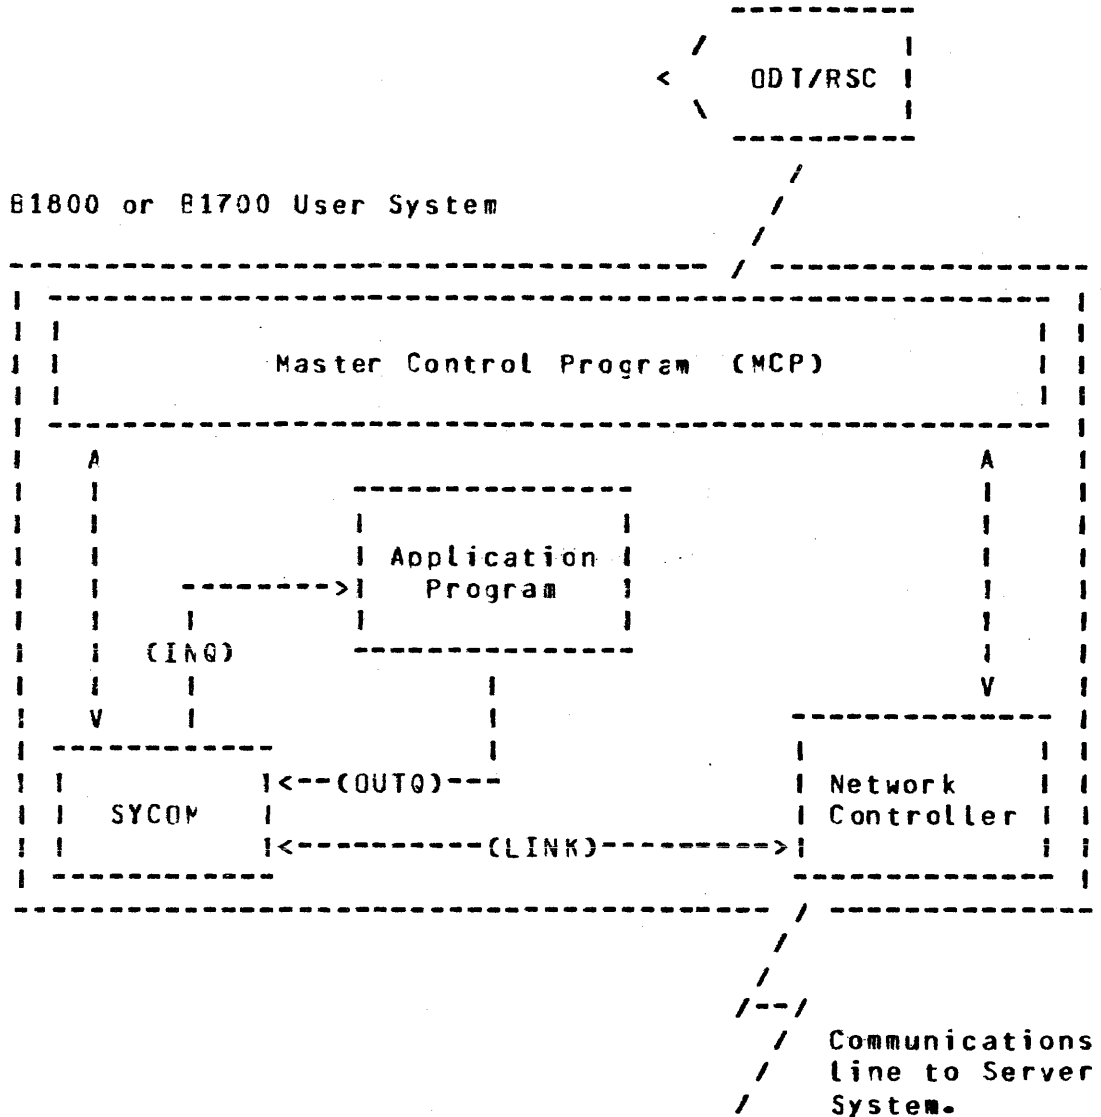 ODT/RSC
B1800 or B1700 User System
Master Control Program (MCP)
Application
Program
(INQ)
(OUTQ)
SYCOM
Network
Controller
(LINK)
Communications
line to Server
System.